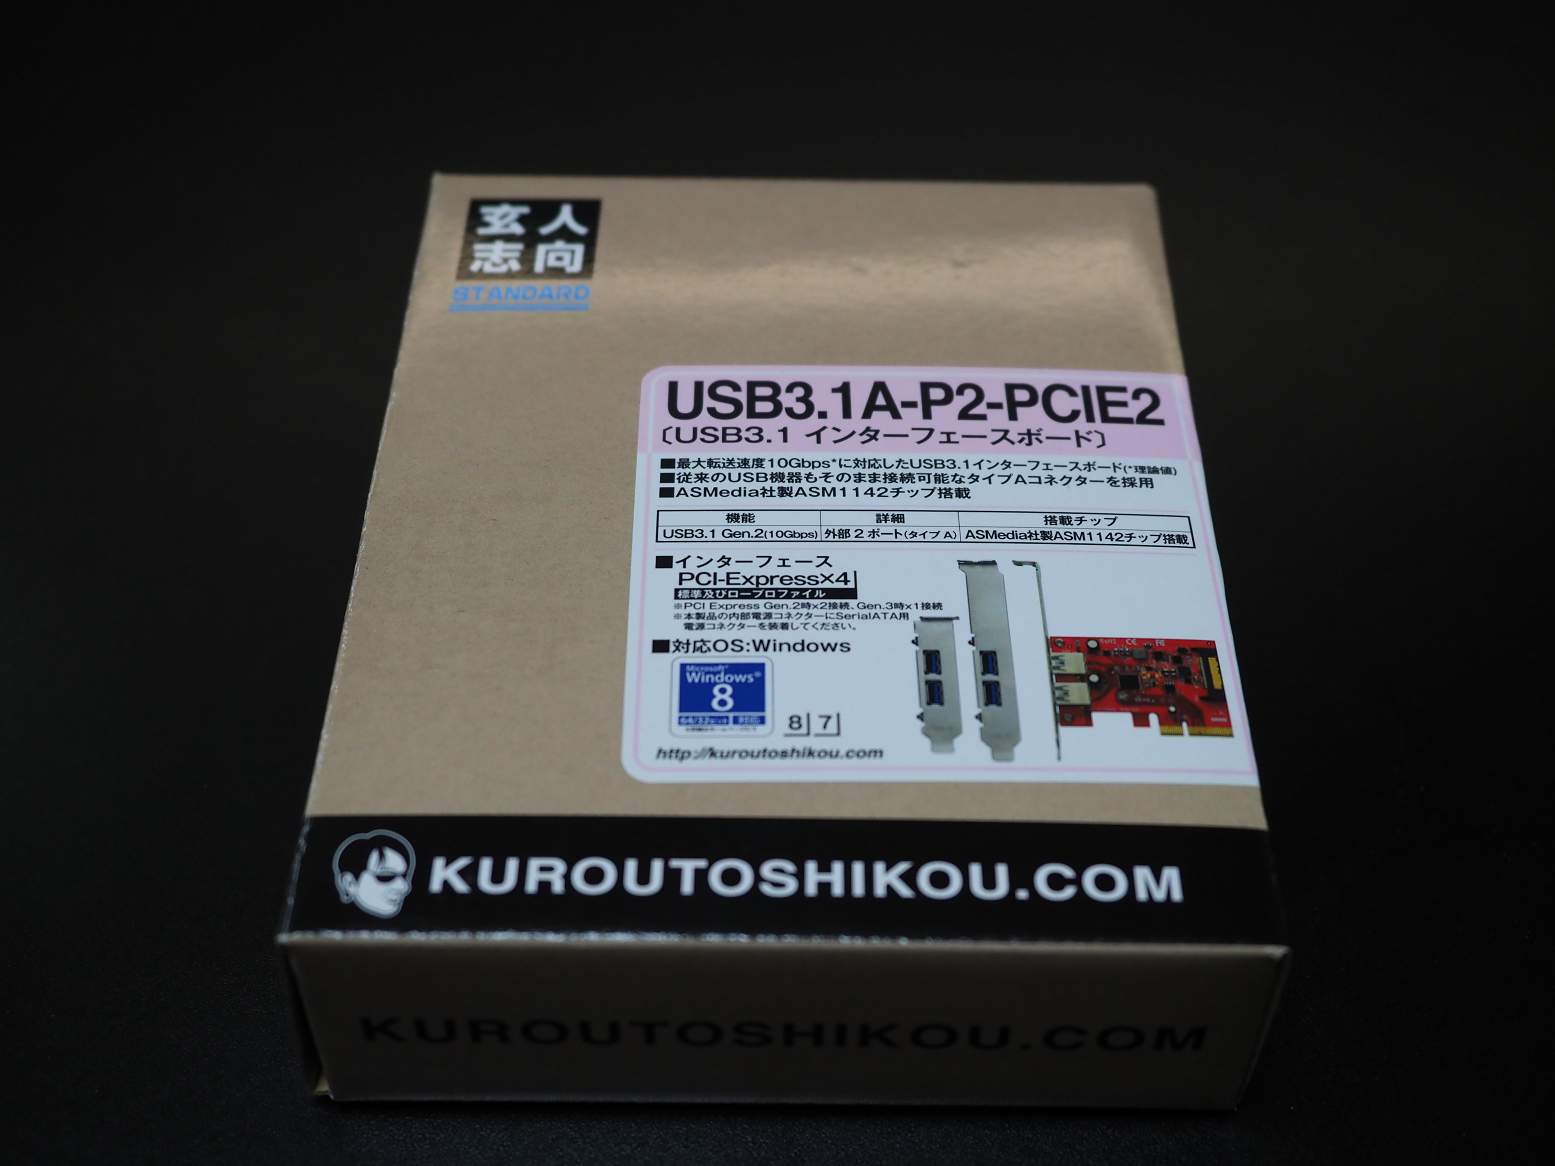 玄人
志向
STANDARD
USB3.1A-P2-PCIE2
〔USB3.1 インターフェースボード〕
■最大転送速度10Gbps*に対応したUSB3.1インターフェースボード(*理論値)
■従来のUSB機器もそのまま接続可能なタイプAコネクターを採用
■ASMedia社製ASM1142チップ搭載
機能 詳細 搭載チップ
USB3.1 Gen.2(10Gbps) 外部2ポート(タイプA) ASMedia社製ASM1142チップ搭載
■インターフェース
PCI-Express×4
標準及びロープロファイル
※PCI Express Gen.2時×2接続、Gen.3時×1接続
※本製品の内部電源コネクターにSerialATA用
電源コネクターを装着してください。
■対応OS:Windows
Microsoft®
Windows®
8
8 7
http://kuroutoshikou.com
RoHS CE FC
KUROUTOSHIKOU.COM
KUROUTOSHIKOU.COM